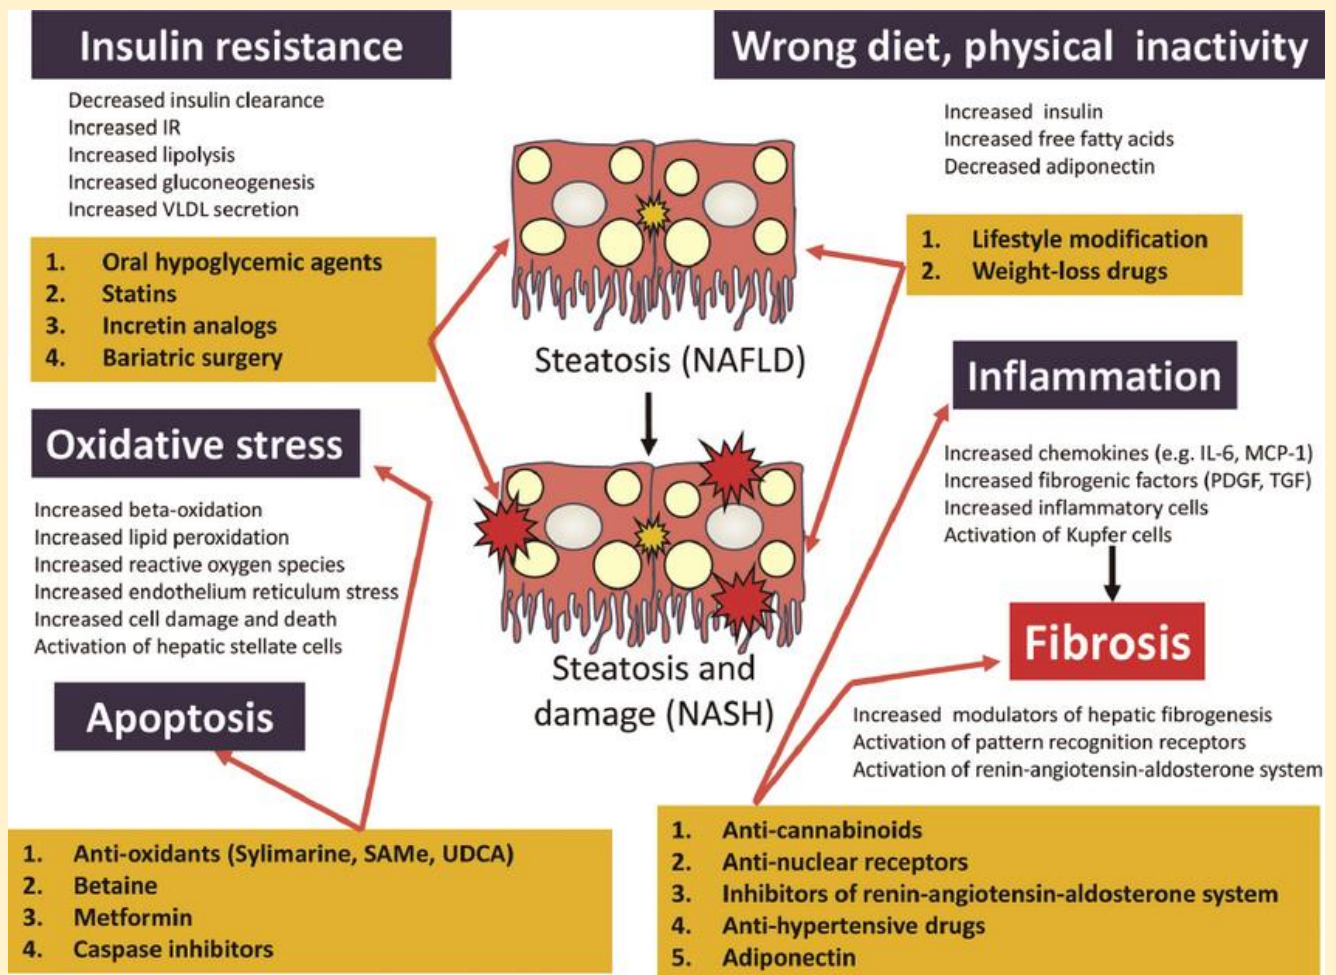 Insulin resistance
Decreased insulin clearance
Increased IR
Increased lipolysis
Increased gluconeogenesis
Increased VLDL secretion
1. Oral hypoglycemic agents
2. Statins
3. Incretin analogs
4. Bariatric surgery
Wrong diet, physical inactivity
Increased insulin
Increased free fatty acids
Decreased adiponectin
1. Lifestyle modification
2. Weight-loss drugs
Steatosis (NAFLD)
Steatosis and
damage (NASH)
Oxidative stress
Increased beta-oxidation
Increased lipid peroxidation
Increased reactive oxygen species
Increased endothelium reticulum stress
Increased cell damage and death
Activation of hepatic stellate cells
Apoptosis
1. Anti-oxidants (Sylimarine, SAMe, UDCA)
2. Betaine
3. Metformin
4. Caspase inhibitors
Inflammation
Increased chemokines (e.g. IL-6, MCP-1)
Increased fibrogenic factors (PDGF, TGF)
Increased inflammatory cells
Activation of Kupfer cells
Fibrosis
Increased modulators of hepatic fibrogenesis
Activation of pattern recognition receptors
Activation of renin-angiotensin-aldosterone system
1. Anti-cannabinoids
2. Anti-nuclear receptors
3. Inhibitors of renin-angiotensin-aldosterone system
4. Anti-hypertensive drugs
5. Adiponectin